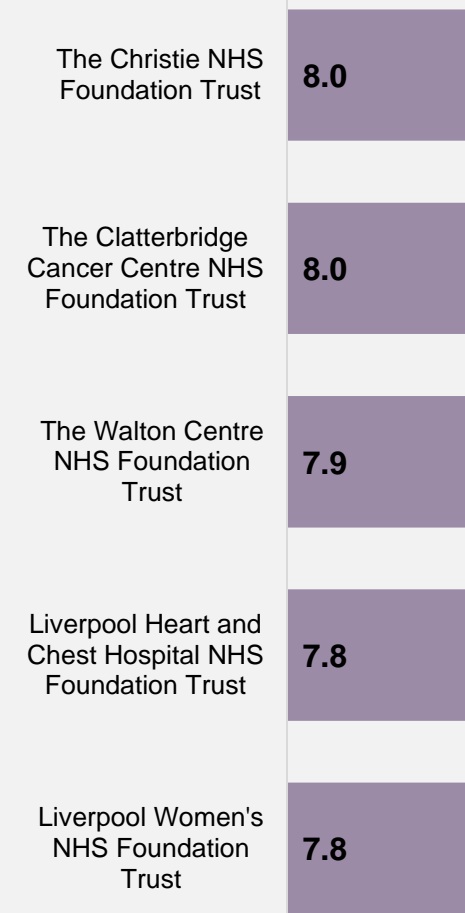 The Christie NHS
Foundation Trust
8.0
The Clatterbridge
Cancer Centre NHS
Foundation Trust
8.0
The Walton Centre
NHS Foundation
Trust
7.9
Liverpool Heart and
Chest Hospital NHS
Foundation Trust
7.8
Liverpool Women's
NHS Foundation
Trust
7.8